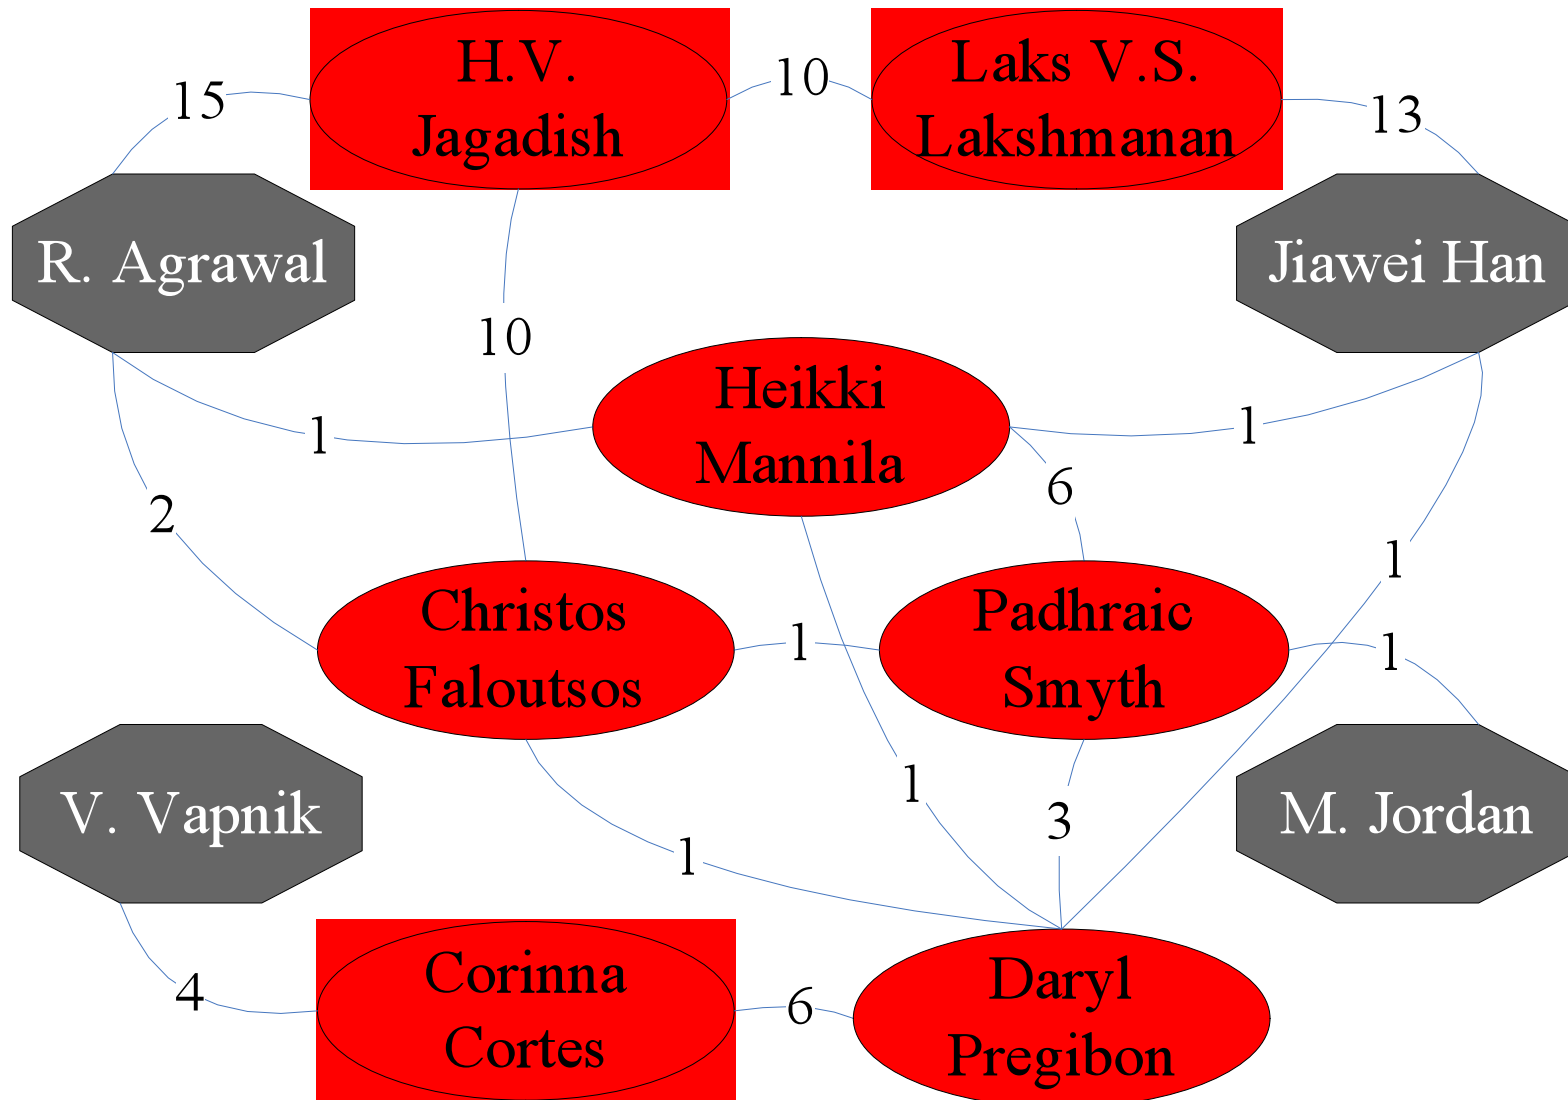 H.V.
Jagadish
10
Laks V.S.
Lakshmanan
15
13
R. Agrawal
Jiawei Han
10
Heikki
Mannila
1
1
6
2
1
Christos
Faloutsos
1
Padhraic
Smyth
1
V. Vapnik
1
3
M. Jordan
1
4
Corinna
Cortes
6
Daryl
Pregibon